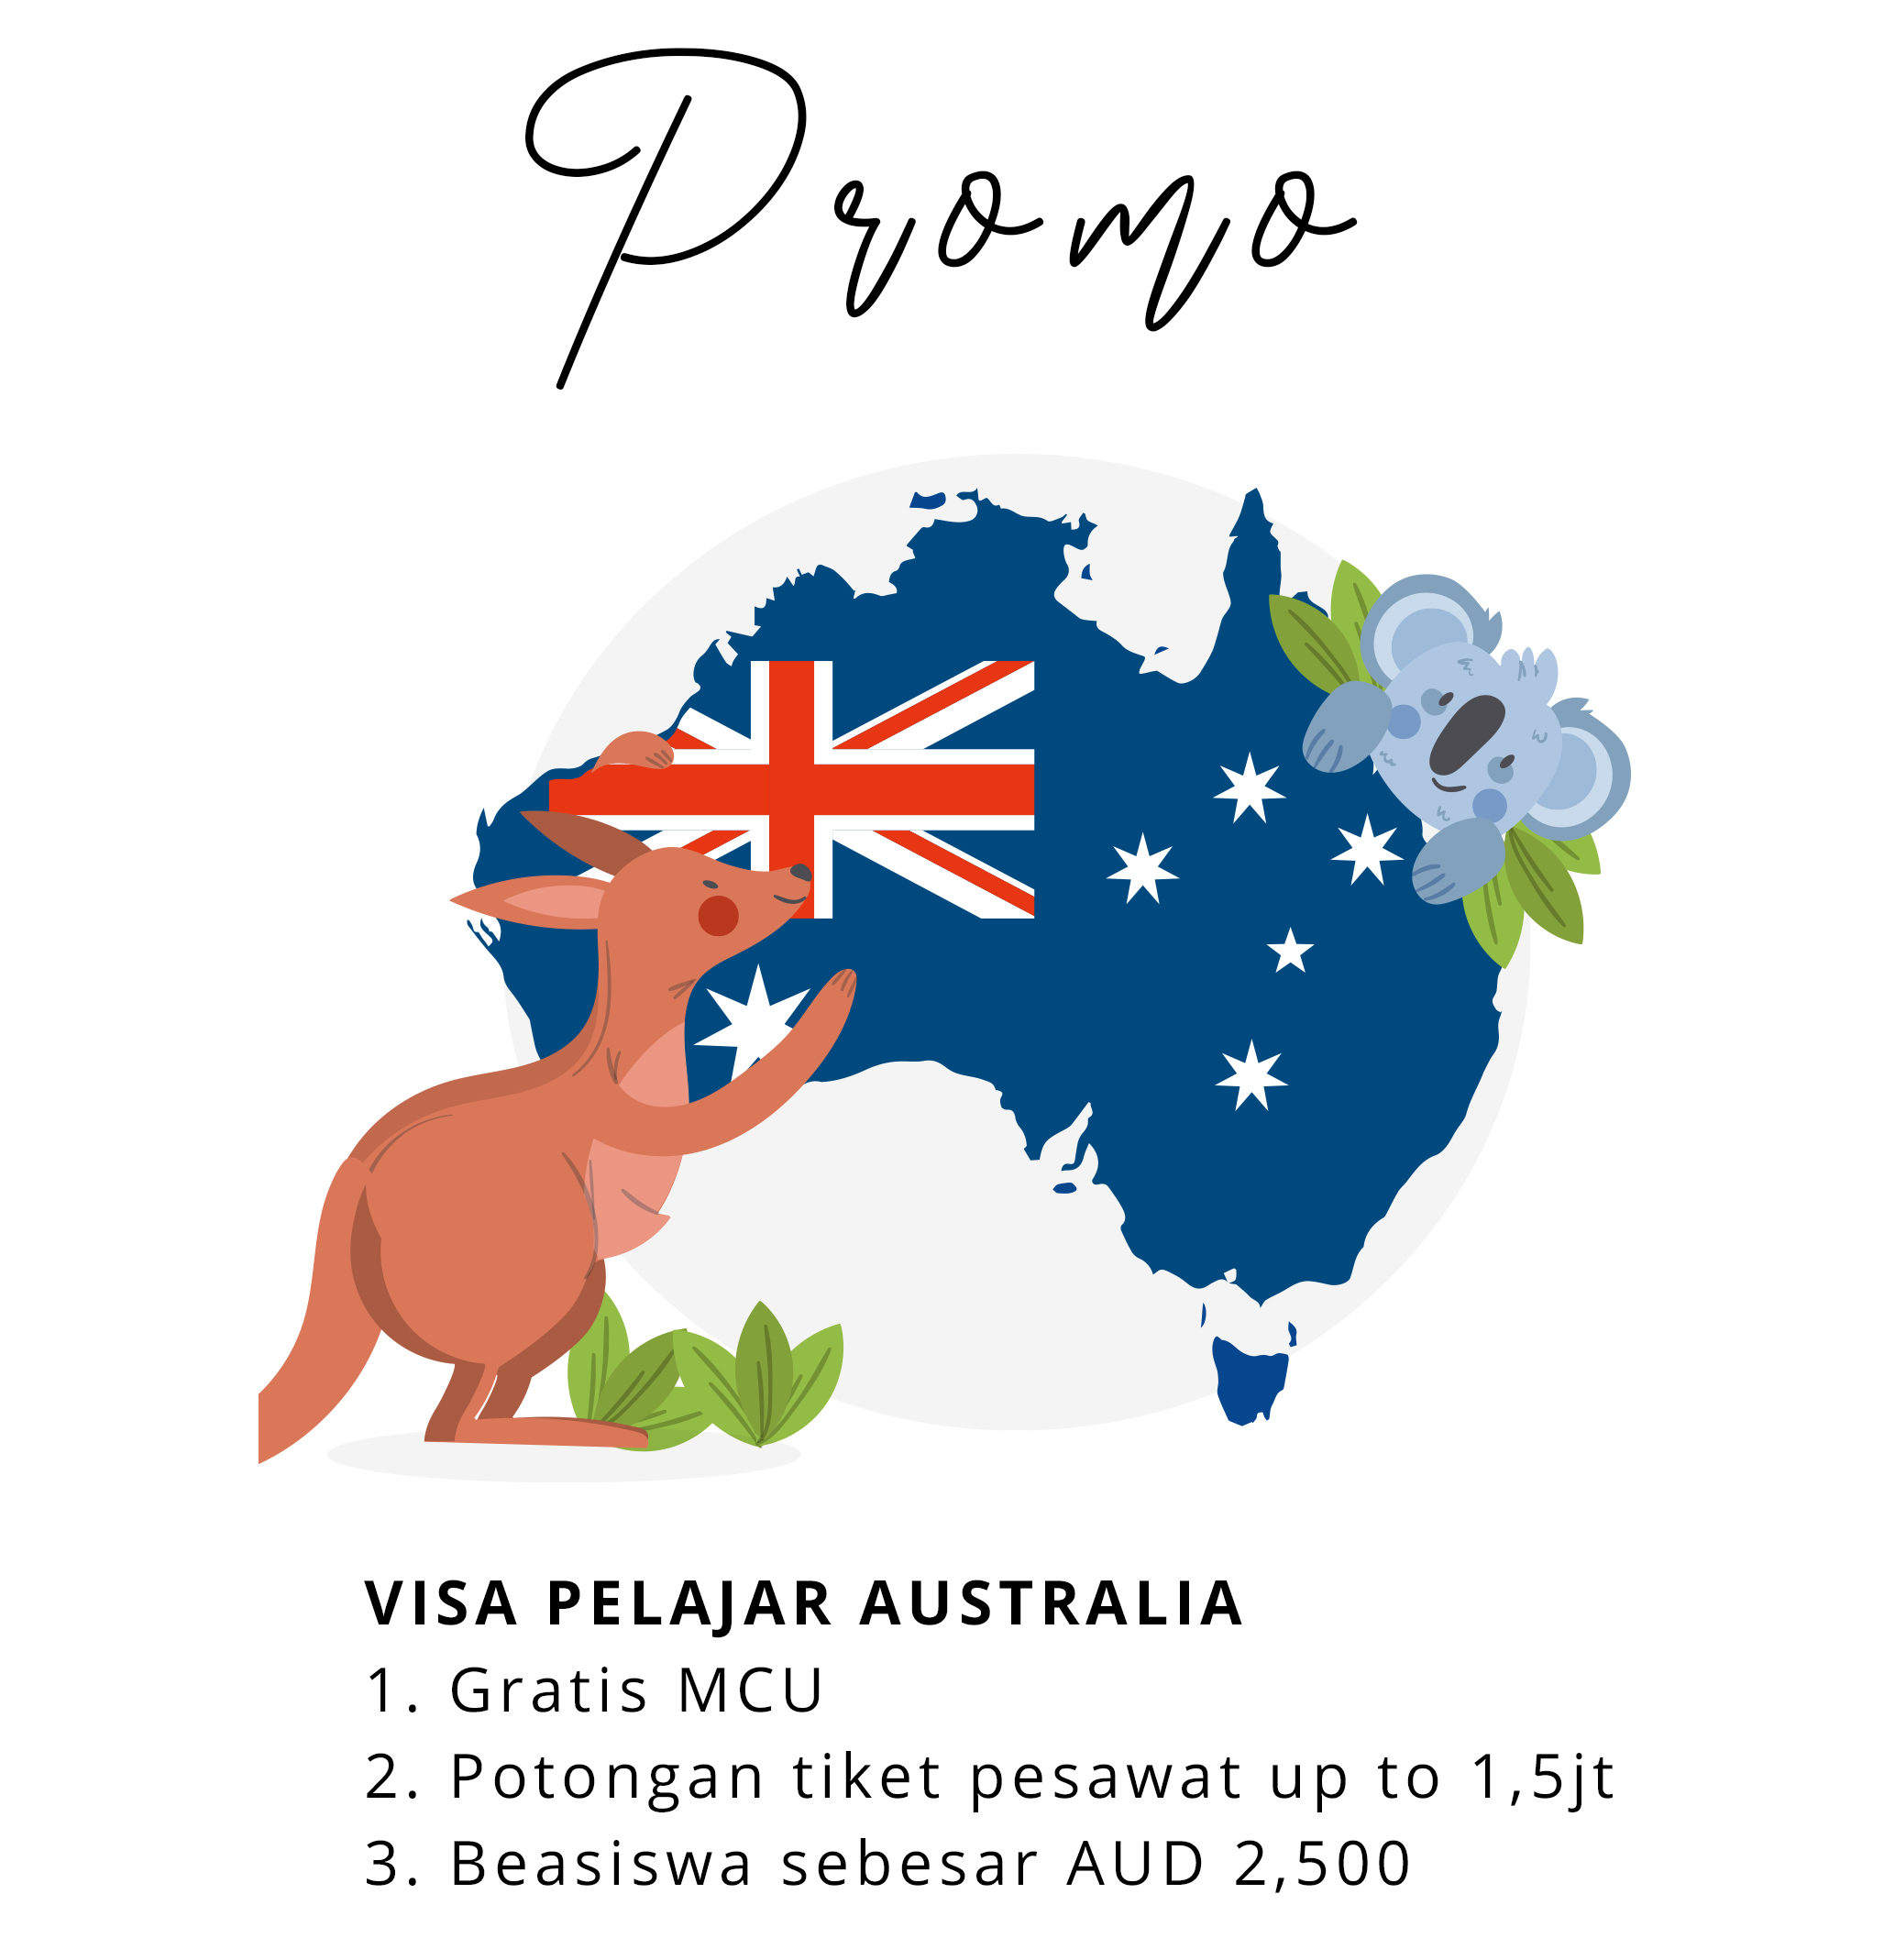 Promo
VISA PELAJAR AUSTRALIA
1. Gratis MCU
2. Potongan tiket pesawat up to 1,5jt
3. Beasiswa sebesar AUD 2,500